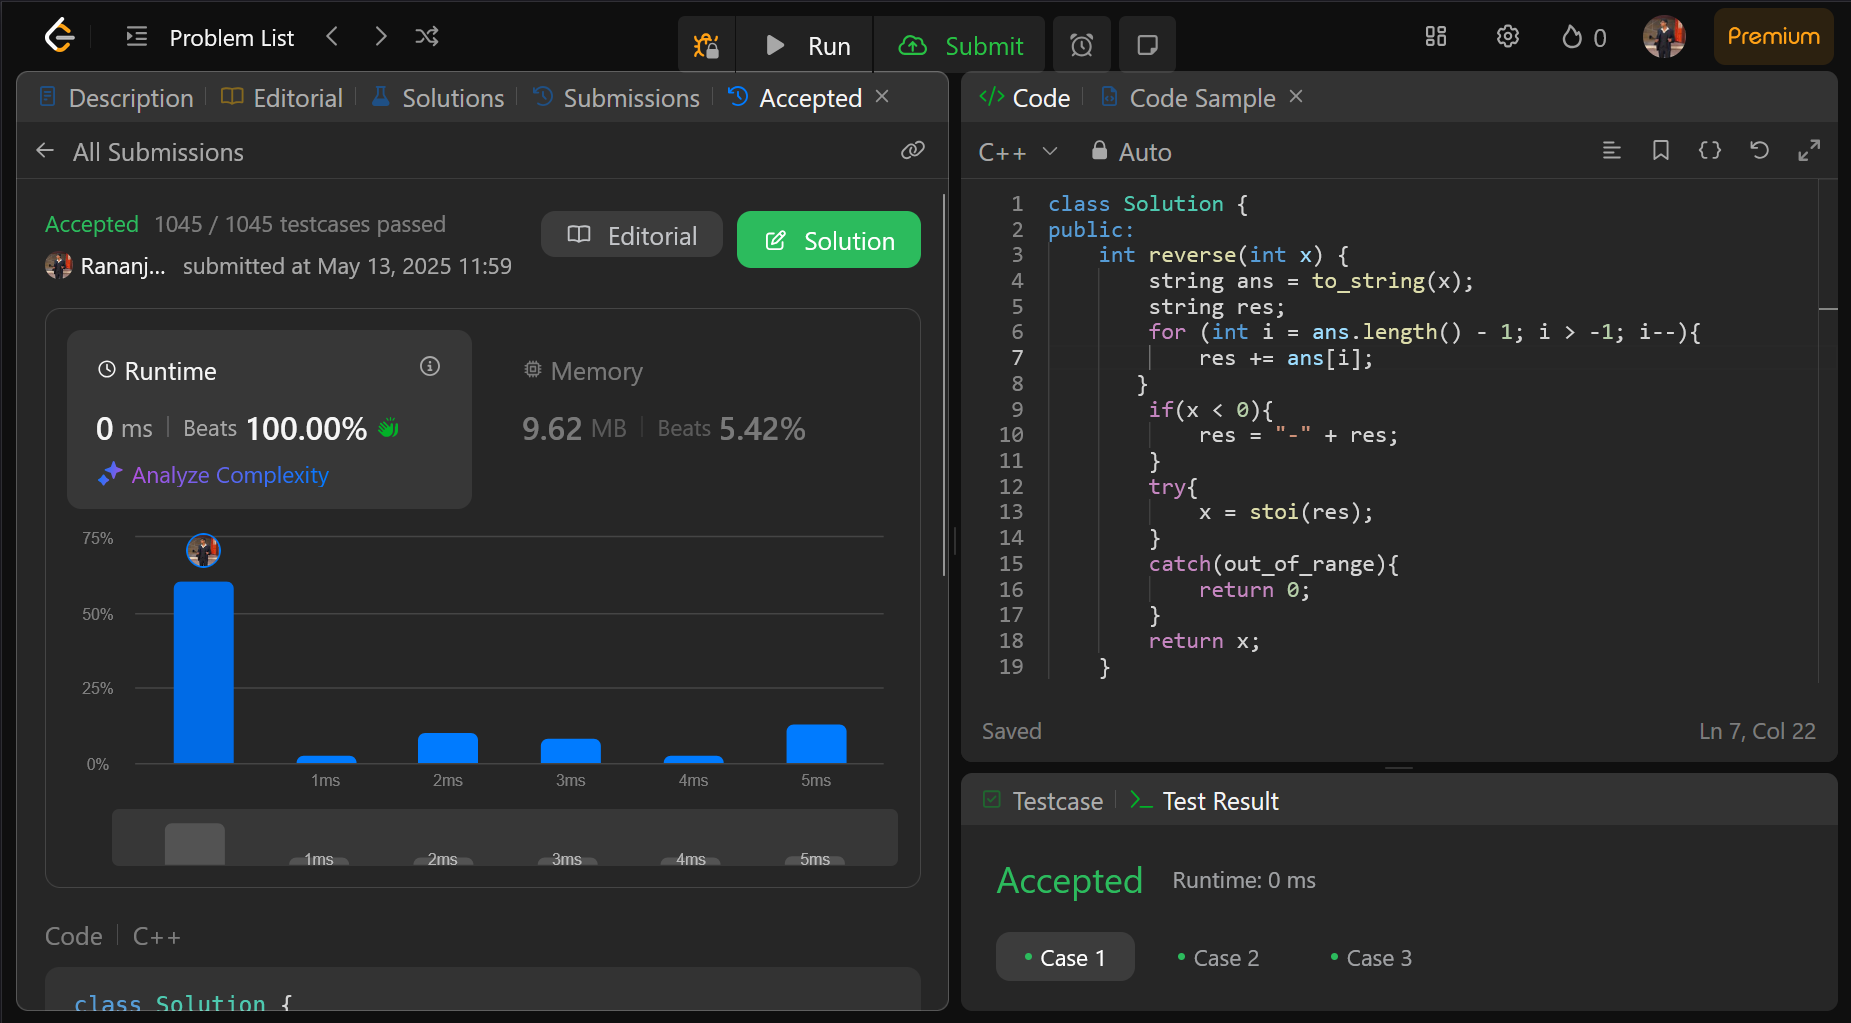 Problem List
Run
Submit
0
Premium
Description
Editorial
Solutions
Submissions
Accepted
All Submissions
Accepted 1045 / 1045 testcases passed
Rananj... submitted at May 13, 2025 11:59
Editorial
Solution
Runtime
0 ms Beats 100.00%
Analyze Complexity
Memory
9.62 MB Beats 5.42%
75%
50%
25%
0%
1ms 2ms 3ms 4ms 5ms
1ms 2ms 3ms 4ms 5ms
Code C++
class Solution {
Code
Code Sample
C++ Auto
1 class Solution {
2 public:
3     int reverse(int x) {
4         string ans = to_string(x);
5         string res;
6         for (int i = ans.length() - 1; i > -1; i--){
7             res += ans[i];
8        }
9         if(x < 0){
10             res = "-" + res;
11         }
12         try{
13             x = stoi(res);
14         }
15         catch(out_of_range){
16             return 0;
17         }
18         return x;
19     }
Saved
Ln 7, Col 22
Testcase
Test Result
Accepted Runtime: 0 ms
Case 1
Case 2
Case 3